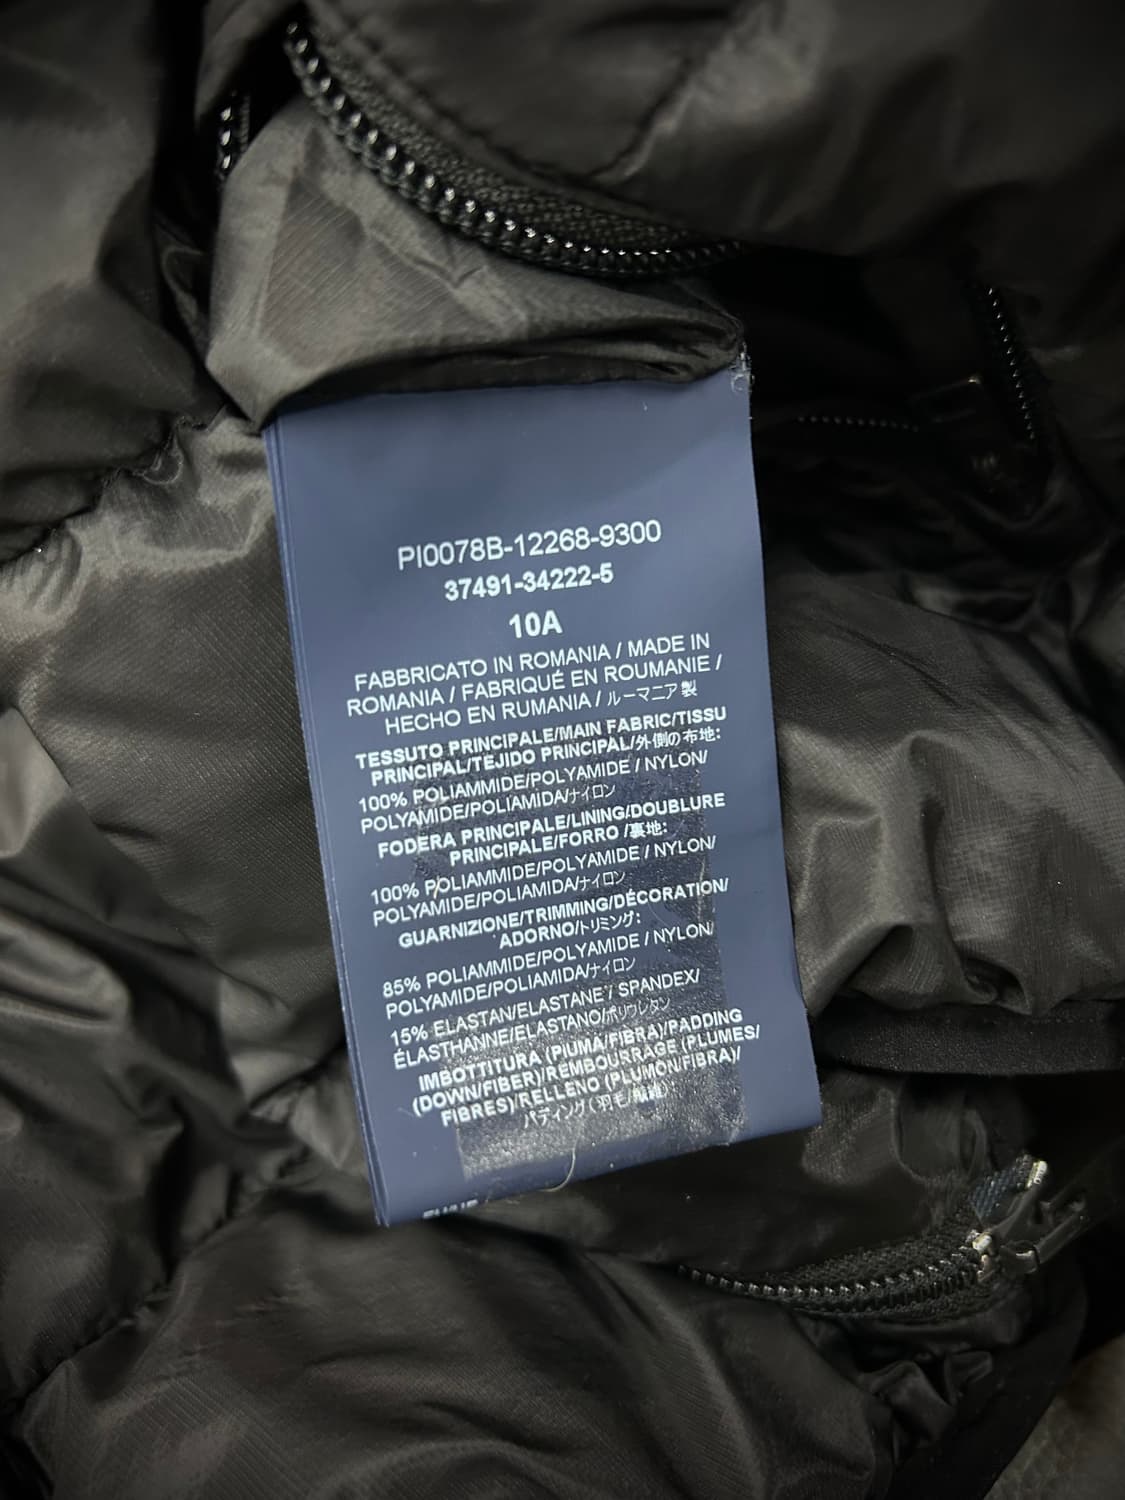 PI0078B-12268-9300
37491-34222-5
10A
FABBRICATO IN ROMANIA / MADE IN
ROMANIA / FABRIQUÉ EN ROUMANIE /
HECHO EN RUMANIA / ルーマニア製
TESSUTO PRINCIPALE/MAIN FABRIC/TISSU
PRINCIPAL/TEJIDO PRINCIPAL/外側の布地:
100% POLIAMMIDE/POLYAMIDE / NYLON/
POLYAMIDE/POLIAMIDA/ナイロン
FODERA PRINCIPALE/LINING/DOUBLURE
PRINCIPALE/FORRO /裏地:
100% POLIAMMIDE/POLYAMIDE / NYLON/
POLYAMIDE/POLIAMIDA/ナイロン
GUARNIZIONE/TRIMMING/DÉCORATION/
ADORNO/トリミング:
85% POLIAMMIDE/POLYAMIDE / NYLON/
POLYAMIDE/POLIAMIDA/ナイロン
15% ELASTAN/ELASTANE / SPANDEX/
ÉLASTHANNE/ELASTANO/ポリウレタン
IMBOTTITURA (PIUMA/FIBRA)/PADDING
(DOWN/FIBER)/REMBOURRAGE (PLUMES/
FIBRES)/RELLENO (PLUMÓN/FIBRA)/
パディング(羽毛/